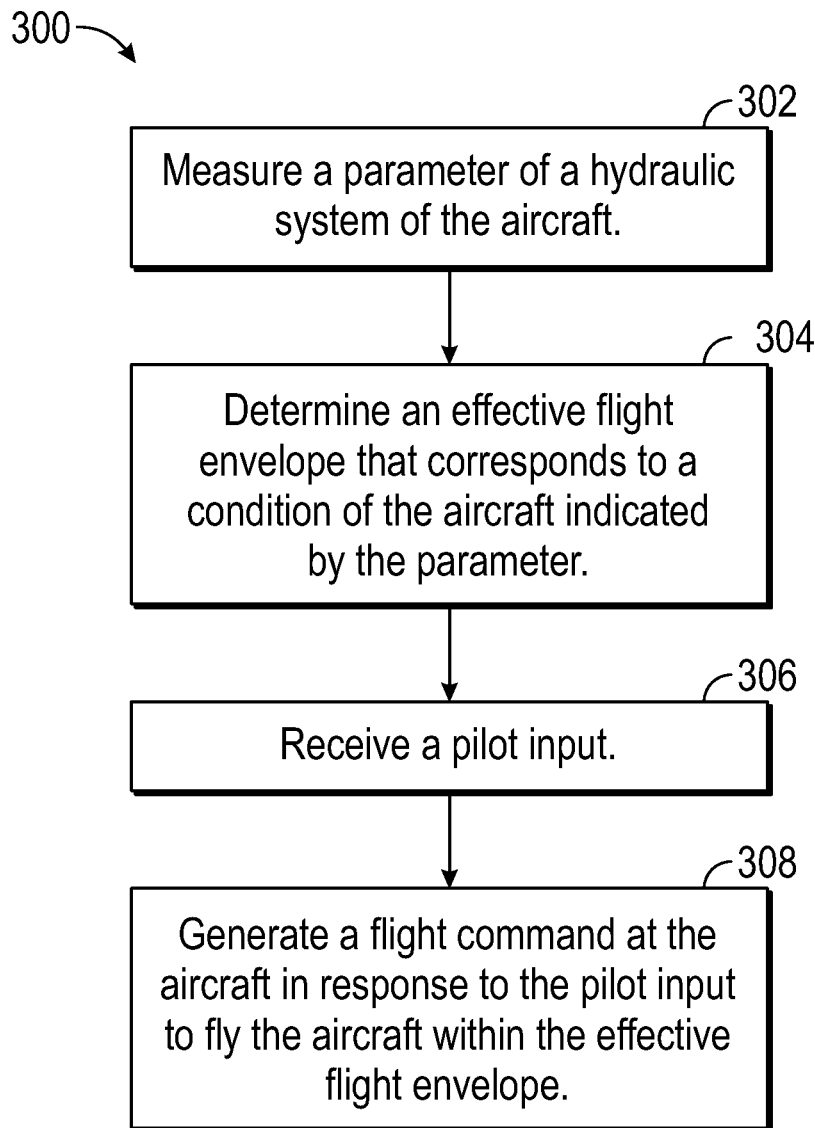 300
302
Measure a parameter of a hydraulic
system of the aircraft.
304
Determine an effective flight
envelope that corresponds to a
condition of the aircraft indicated
by the parameter.
306
Receive a pilot input.
308
Generate a flight command at the
aircraft in response to the pilot input
to fly the aircraft within the effective
flight envelope.